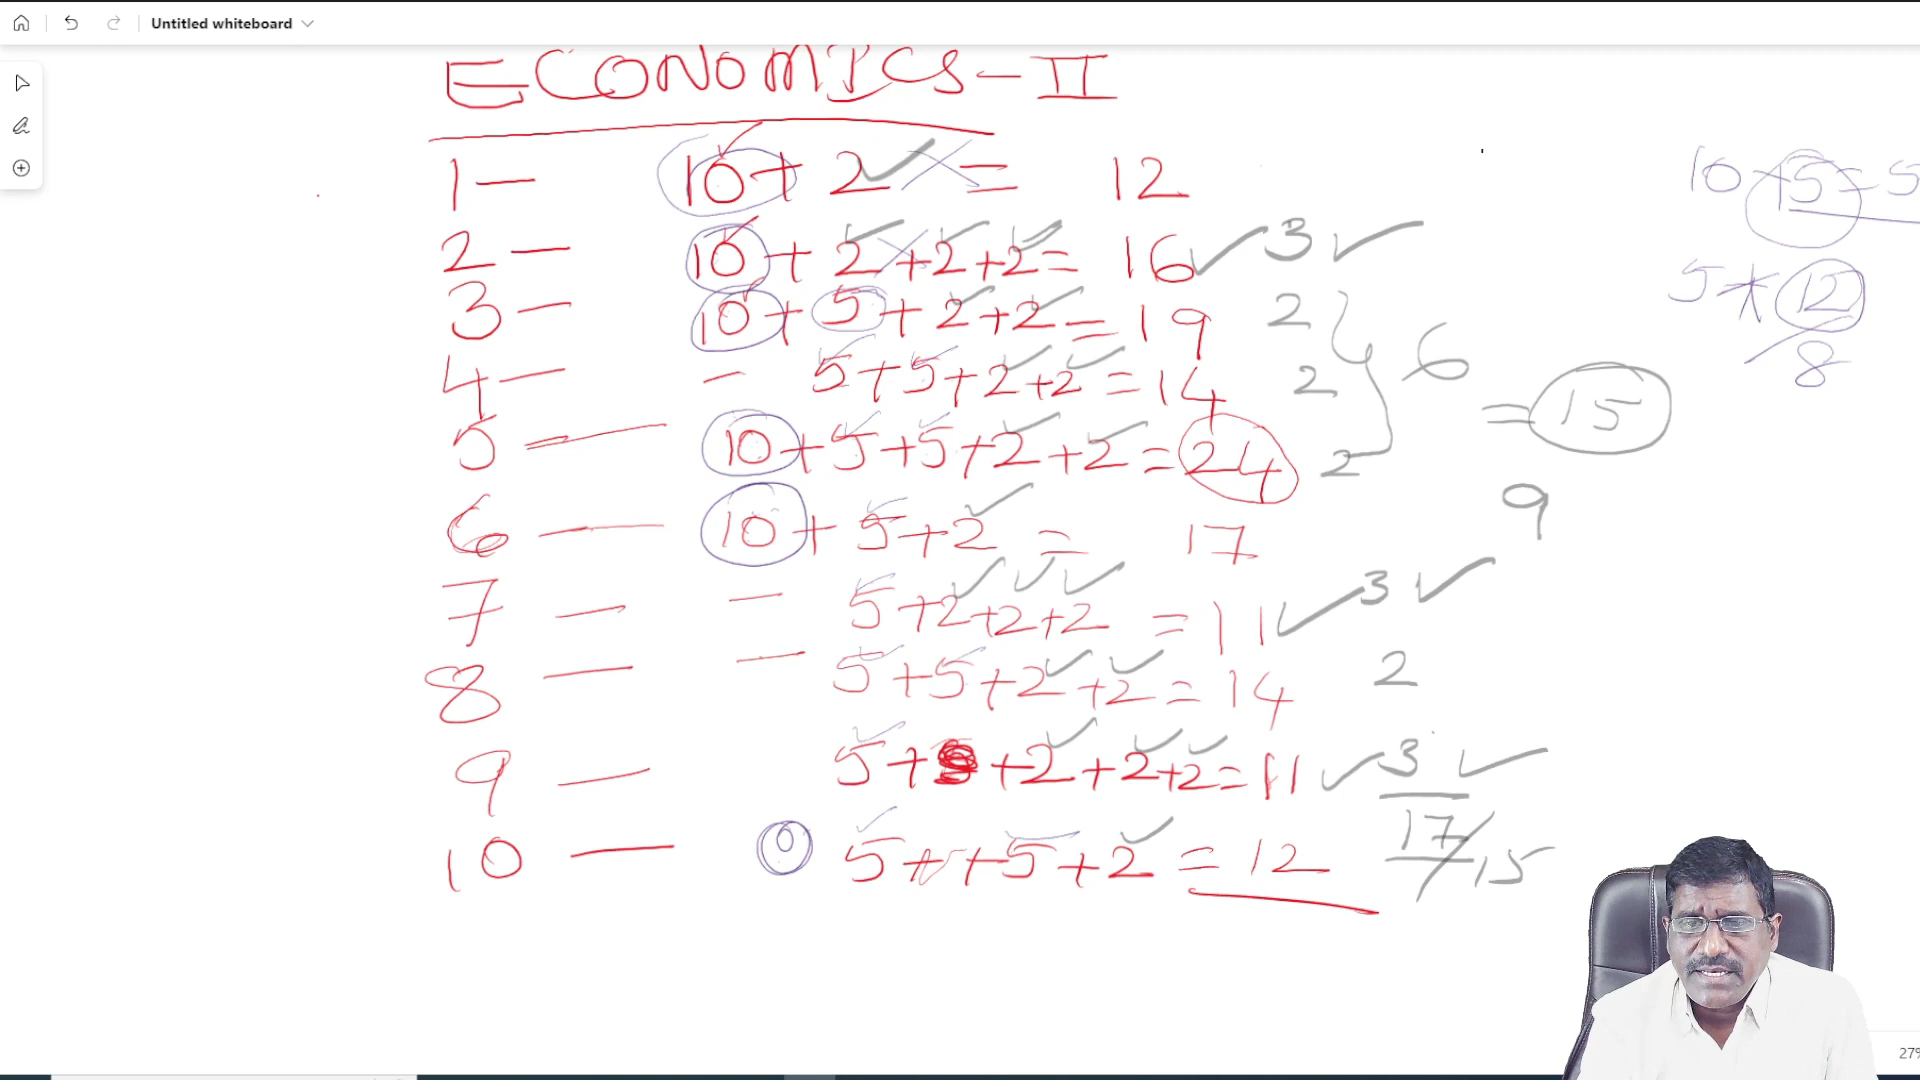 Untitled whiteboard
ECONOMICS - II
1 - 10 + 2 = 12
2 - 10 + 2 + 2 + 2 = 16 3
3 - 10 + 5 + 2 + 2 = 19 2
4 - - 5 + 5 + 2 + 2 = 14 2 6
5 - 10 + 5 + 5 + 2 + 2 = 24 2 = 15
9
6 - 10 + 5 + 2 = 17
7 - - 5 + 2 + 2 + 2 = 11 3
8 - - 5 + 5 + 2 + 2 = 14 2
9 - 5 + + 2 + 2 + 2 = 11 3
17/15
10 - 0 5 + + 5 + 2 = 12
5 * 12
8
27%